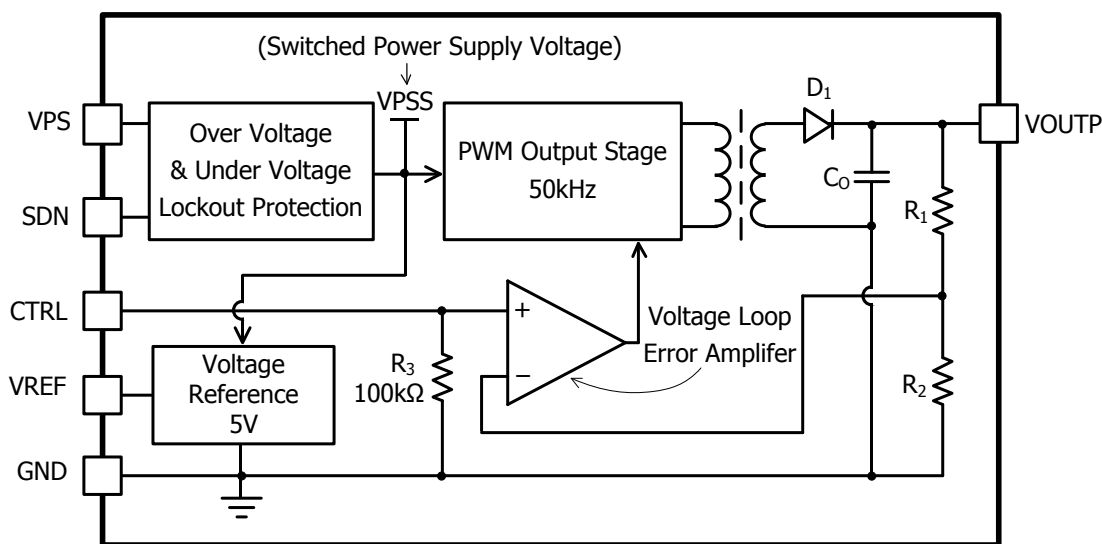 (Switched Power Supply Voltage)
VPSS
D1
VPS
Over Voltage
& Under Voltage
Lockout Protection
PWM Output Stage
50kHz
VOUTP
CO
R1
SDN
CTRL
+
−
Voltage Loop
Error Amplifer
Voltage
Reference
5V
R3
100kΩ
R2
VREF
GND